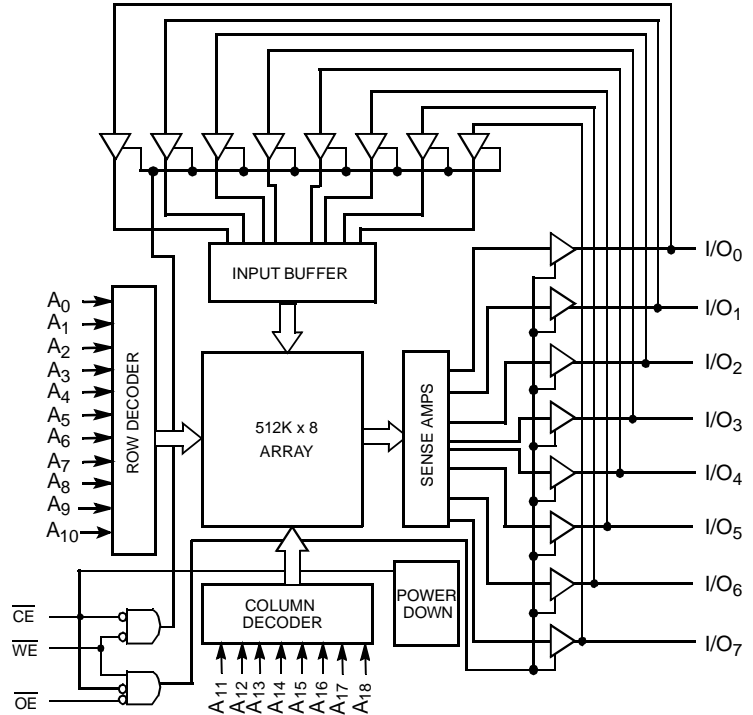 INPUT BUFFER
I/O0
A0
I/O1
A1
A2
I/O2
A3
A4
ROW DECODER
512K x 8
ARRAY
SENSE AMPS
I/O3
A5
A6
A7
I/O4
A8
A9
I/O5
A10
CE
COLUMN
DECODER
POWER
DOWN
I/O6
WE
I/O7
OE
A11
A12
A13
A14
A15
A16
A17
A18